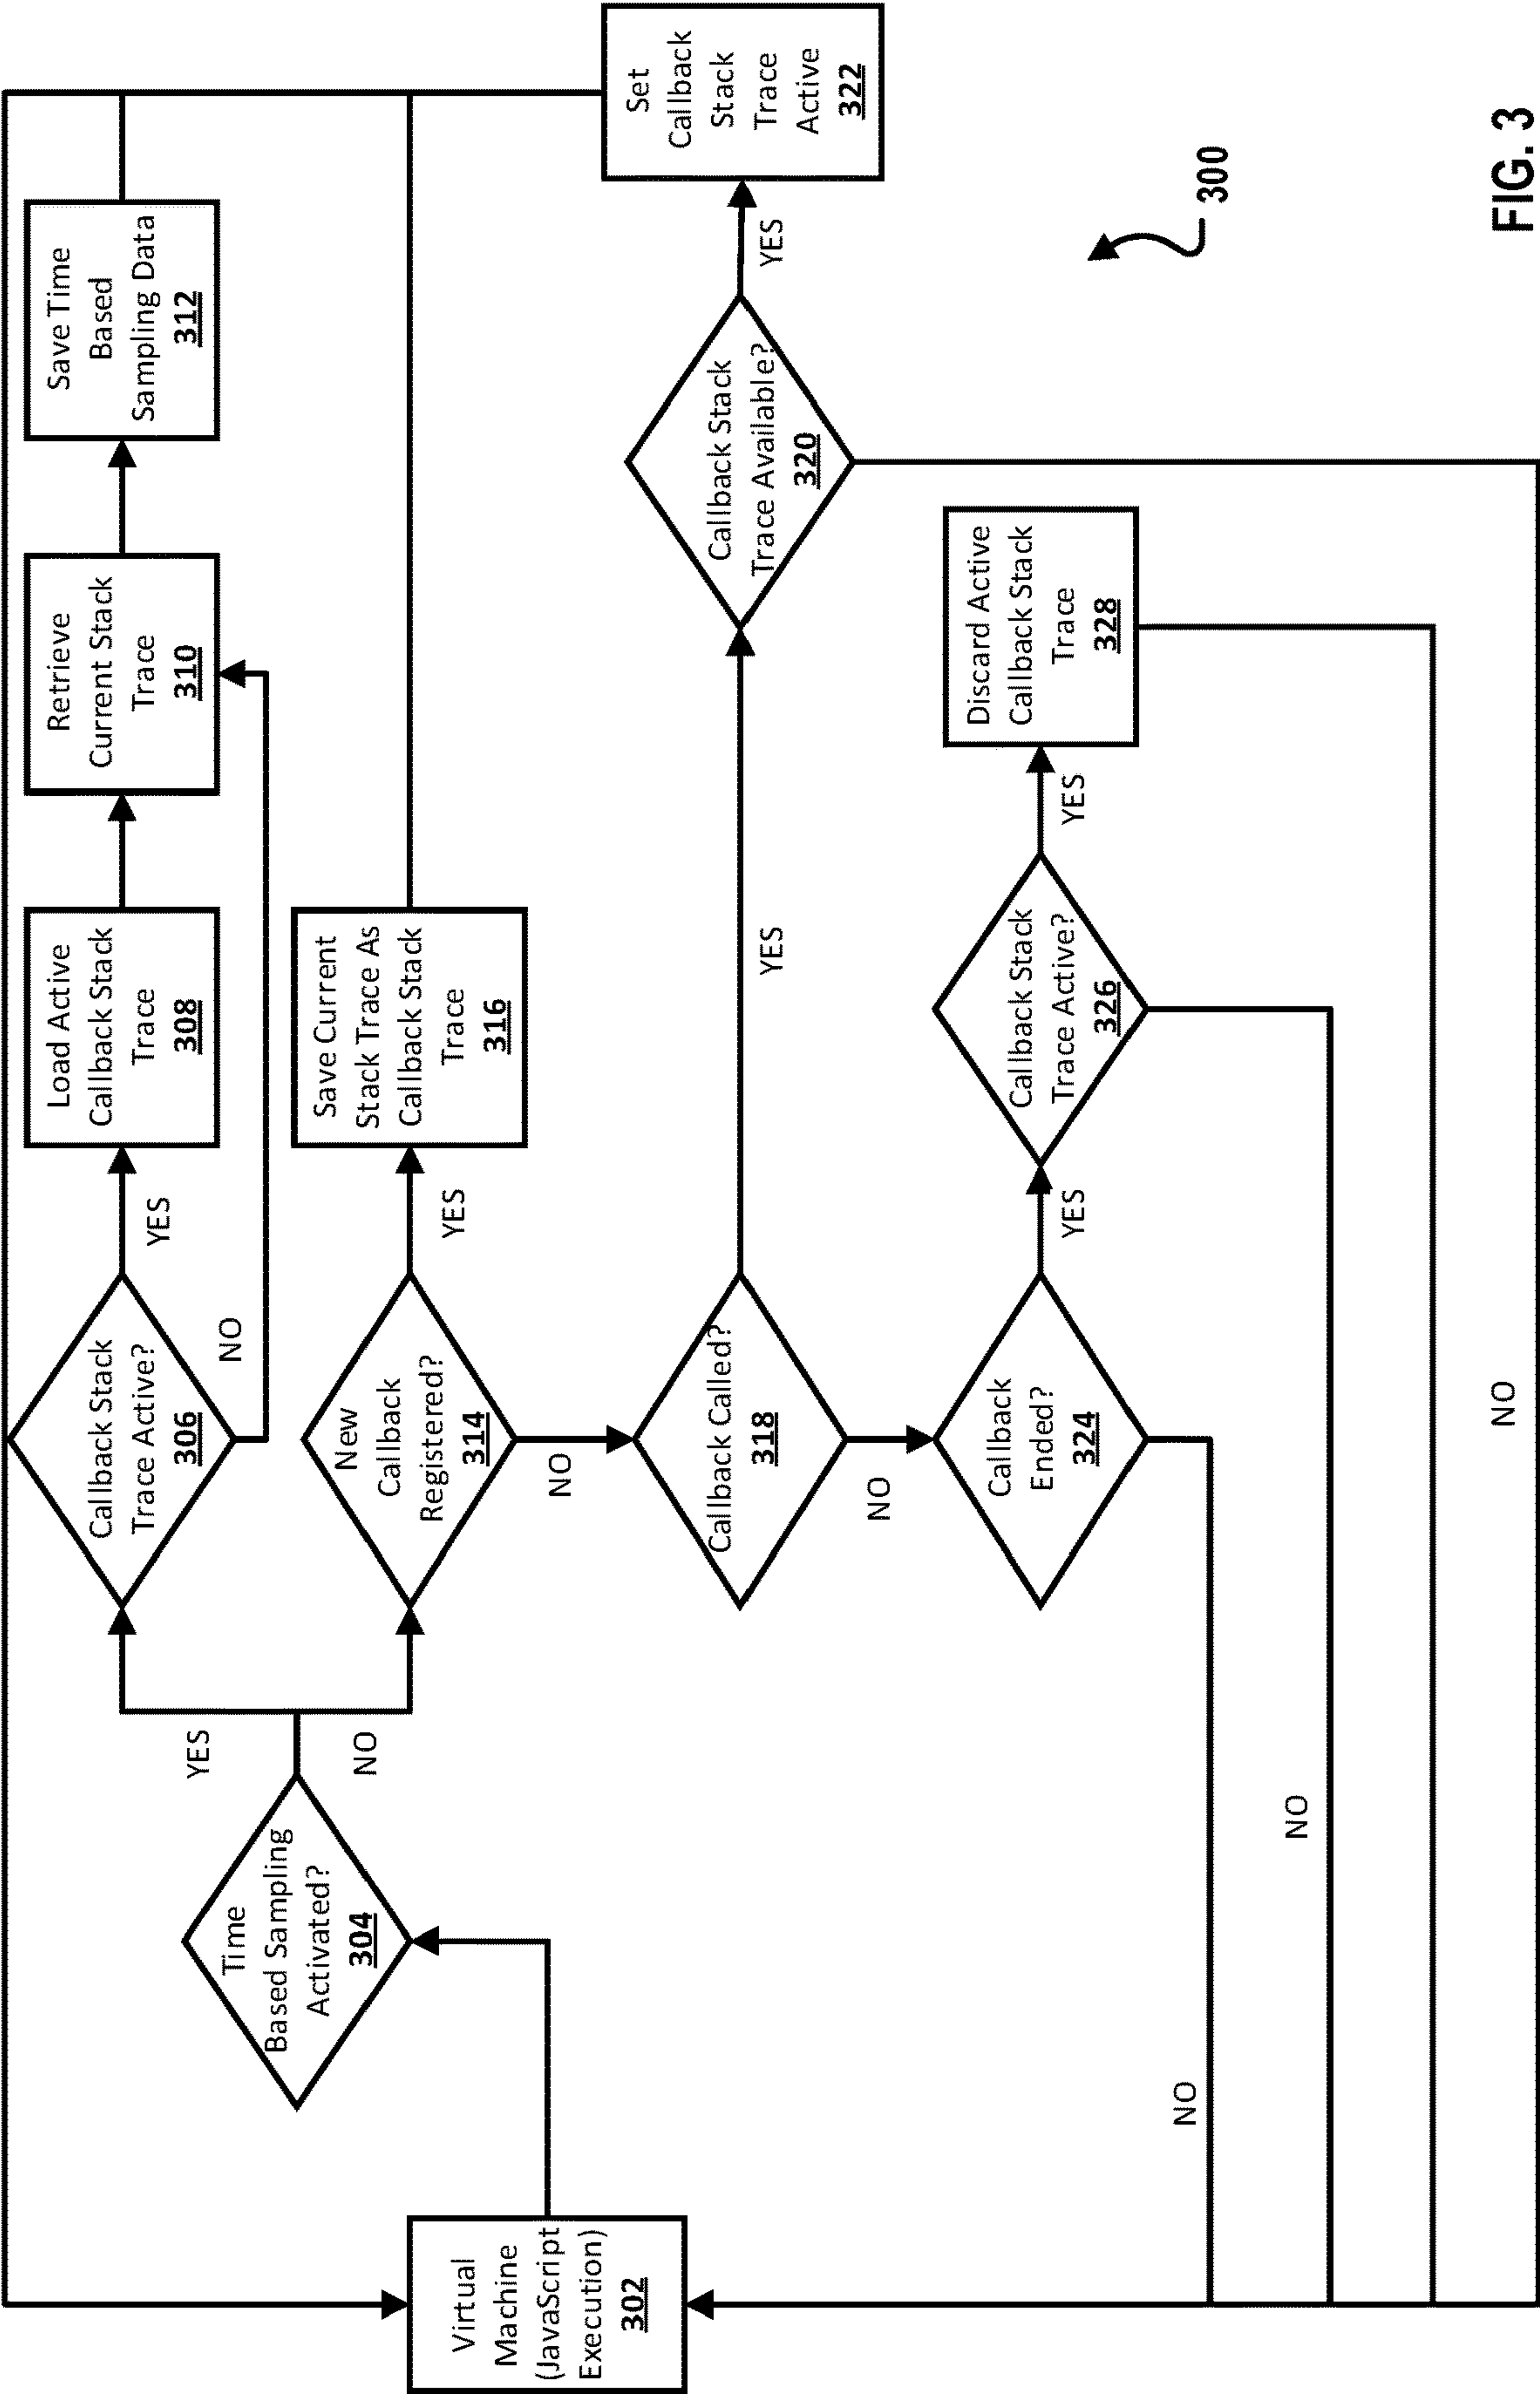 Virtual
Machine
(JavaScript
Execution)
302
Time
Based Sampling
Activated?
304
YES
NO
Callback Stack
Trace Active?
306
YES
NO
Load Active
Callback Stack
Trace
308
Retrieve
Current Stack
Trace
310
Save Time
Based
Sampling Data
312
New
Callback
Registered?
314
YES
NO
Save Current
Stack Trace As
Callback Stack
Trace
316
Callback Called?
318
YES
NO
Callback Stack
Trace Available?
320
YES
NO
Set
Callback
Stack
Trace
Active
322
Callback
Ended?
324
YES
NO
Callback Stack
Trace Active?
326
YES
NO
Discard Active
Callback Stack
Trace
328
300
FIG. 3